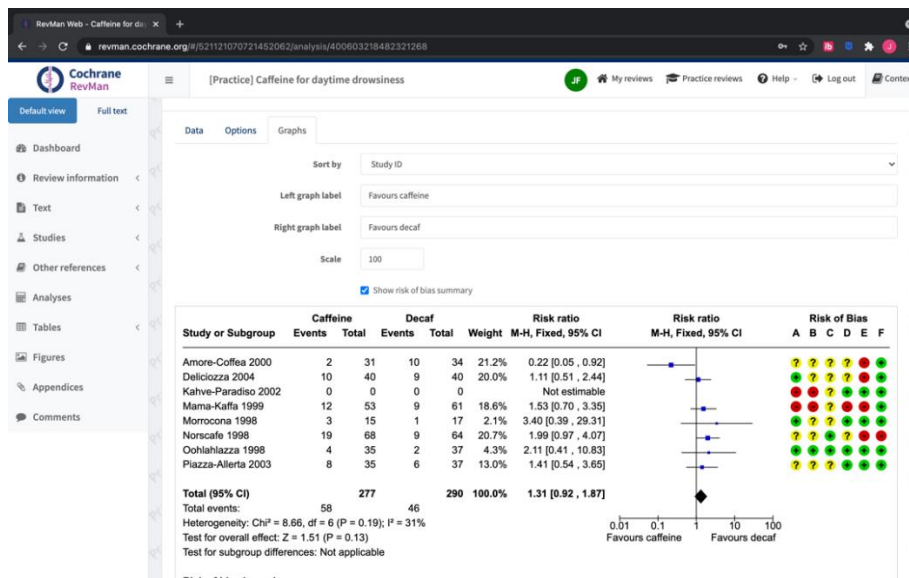 RevMan Web - Caffeine for da
revman.cochrane.org/#/521121070721452062/analysis/400603218482321268
Cochrane
RevMan
[Practice] Caffeine for daytime drowsiness
JF
My reviews
Practice reviews
Help
Log out
Default view
Full text
Data
Options
Graphs
Dashboard
Review information
Text
Studies
Other references
Analyses
Tables
Figures
Appendices
Comments
Sort by
Study ID
Left graph label
Favours caffeine
Right graph label
Favours decaf
Scale
100
Show risk of bias summary
Caffeine Decaf Risk ratio Risk ratio Risk of Bias
Study or Subgroup Events Total Events Total Weight M-H, Fixed, 95% CI M-H, Fixed, 95% CI A B C D E F
Amore-Coffea 2000 2 31 10 34 21.2% 0.22 [0.05 , 0.92] ? ? ? ? - +
Deliciozza 2004 10 40 9 40 20.0% 1.11 [0.51 , 2.44] + ? ? ? - +
Kahve-Paradiso 2002 0 0 0 0 Not estimable - - ? + + +
Mama-Kaffa 1999 12 53 9 61 18.6% 1.53 [0.70 , 3.35] - - ? - + +
Morrocona 1998 3 15 1 17 2.1% 3.40 [0.39 , 29.31] + ? ? + + +
Norscafe 1998 19 68 9 64 20.7% 1.99 [0.97 , 4.07] ? ? + ? - -
Oohlahlazza 1998 4 35 2 37 4.3% 2.11 [0.41 , 10.83] + + + + + +
Piazza-Allerta 2003 8 35 6 37 13.0% 1.41 [0.54 , 3.65] ? ? ? + + +
Total (95% CI) 277 290 100.0% 1.31 [0.92 , 1.87]
Total events: 58 46
Heterogeneity: Chi² = 8.66, df = 6 (P = 0.19); I² = 31%
Test for overall effect: Z = 1.51 (P = 0.13)
Test for subgroup differences: Not applicable
0.01 0.1 1 10 100
Favours caffeine Favours decaf